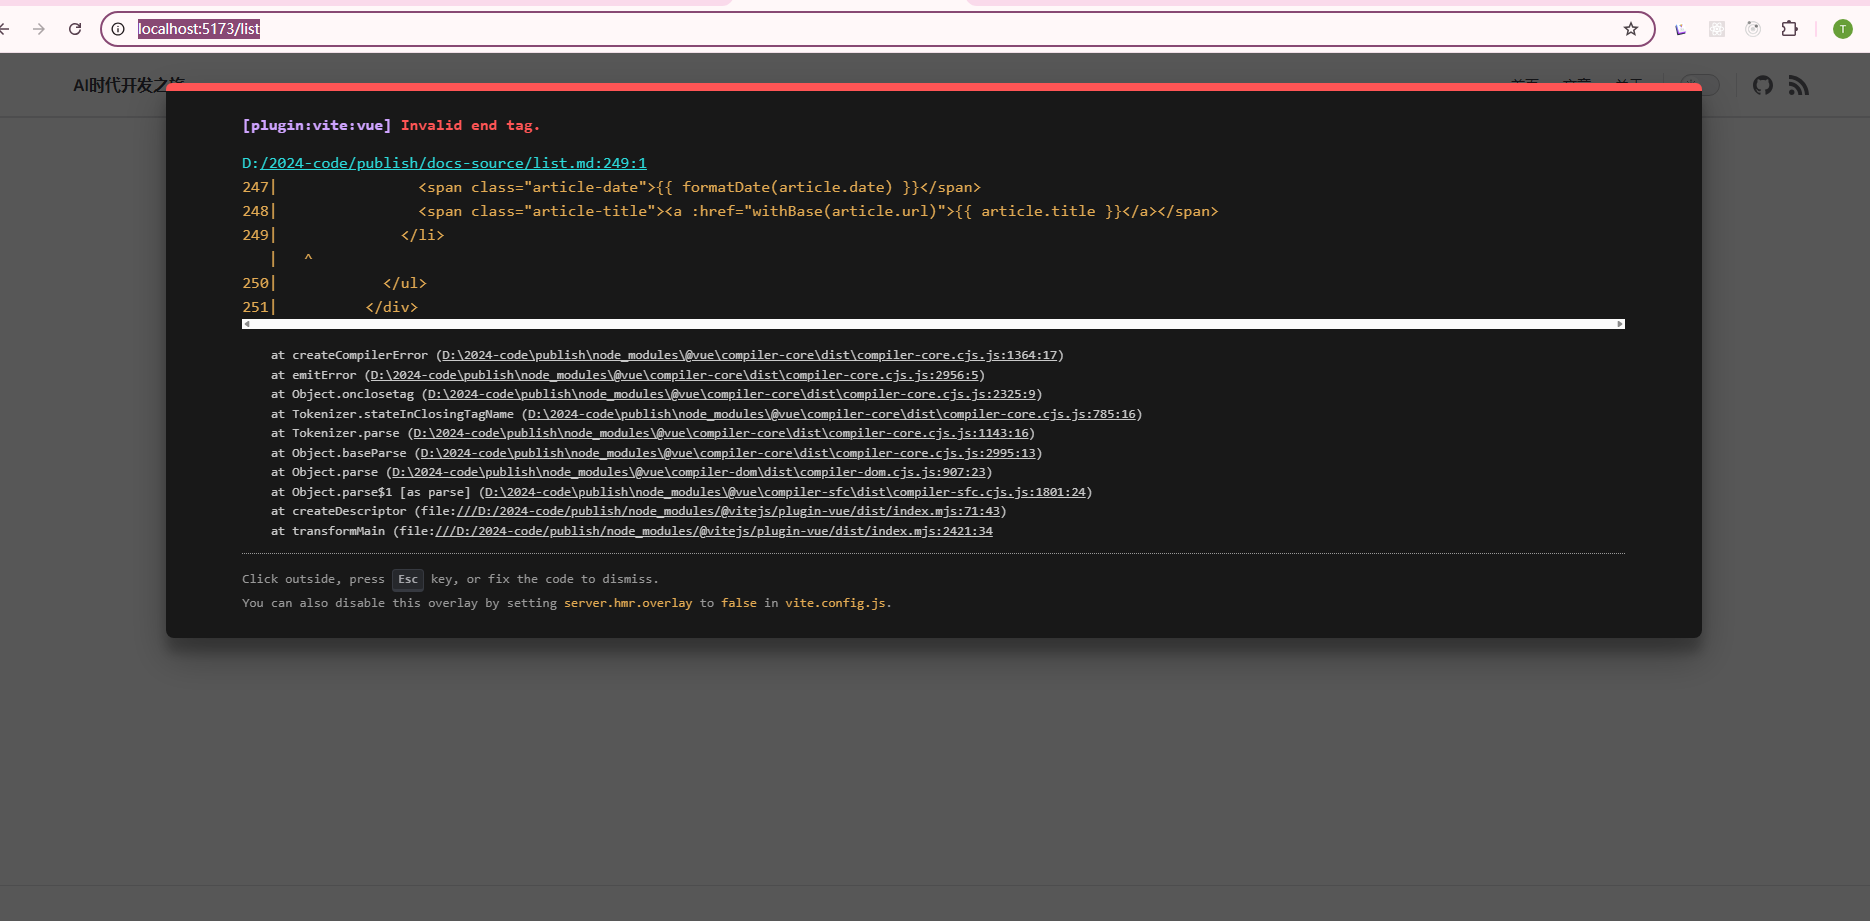 localhost:5173/list
T
AI时代开发之旅
首页 文章 关于
[plugin:vite:vue] Invalid end tag.
D:/2024-code/publish/docs-source/list.md:249:1
247| <span class="article-date">{{ formatDate(article.date) }}</span>
248| <span class="article-title"><a :href="withBase(article.url)">{{ article.title }}</a></span>
249| </li>
| ^
250| </ul>
251| </div>
at createCompilerError (D:\2024-code\publish\node_modules\@vue\compiler-core\dist\compiler-core.cjs.js:1364:17)
at emitError (D:\2024-code\publish\node_modules\@vue\compiler-core\dist\compiler-core.cjs.js:2956:5)
at Object.onclosetag (D:\2024-code\publish\node_modules\@vue\compiler-core\dist\compiler-core.cjs.js:2325:9)
at Tokenizer.stateInClosingTagName (D:\2024-code\publish\node_modules\@vue\compiler-core\dist\compiler-core.cjs.js:785:16)
at Tokenizer.parse (D:\2024-code\publish\node_modules\@vue\compiler-core\dist\compiler-core.cjs.js:1143:16)
at Object.baseParse (D:\2024-code\publish\node_modules\@vue\compiler-core\dist\compiler-core.cjs.js:2995:13)
at Object.parse (D:\2024-code\publish\node_modules\@vue\compiler-dom\dist\compiler-dom.cjs.js:907:23)
at Object.parse$1 [as parse] (D:\2024-code\publish\node_modules\@vue\compiler-sfc\dist\compiler-sfc.cjs.js:1801:24)
at createDescriptor (file:///D:/2024-code/publish/node_modules/@vitejs/plugin-vue/dist/index.mjs:71:43)
at transformMain (file:///D:/2024-code/publish/node_modules/@vitejs/plugin-vue/dist/index.mjs:2421:34
Click outside, press Esc key, or fix the code to dismiss.
You can also disable this overlay by setting server.hmr.overlay to false in vite.config.js.